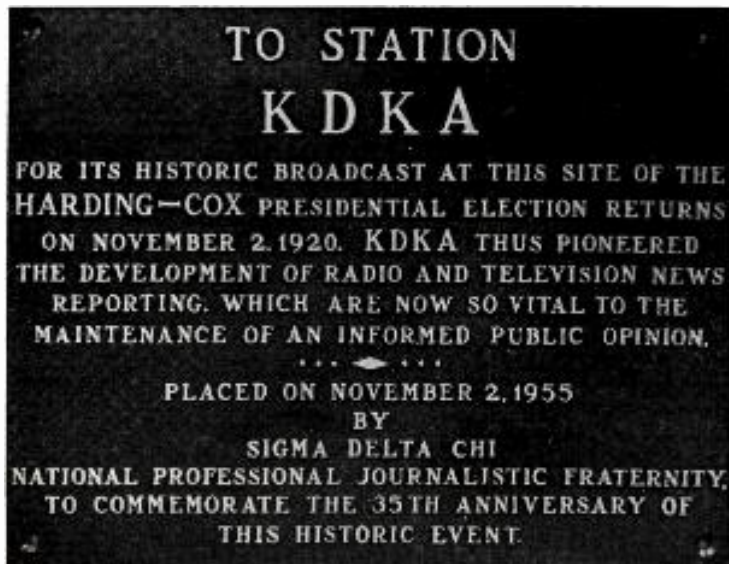 TO STATION
KDKA
FOR ITS HISTORIC BROADCAST AT THIS SITE OF THE
HARDING-COX PRESIDENTIAL ELECTION RETURNS
ON NOVEMBER 2, 1920. KDKA THUS PIONEERED
THE DEVELOPMENT OF RADIO AND TELEVISION NEWS
REPORTING, WHICH ARE NOW SO VITAL TO THE
MAINTENANCE OF AN INFORMED PUBLIC OPINION.
PLACED ON NOVEMBER 2, 1955
BY
SIGMA DELTA CHI
NATIONAL PROFESSIONAL JOURNALISTIC FRATERNITY,
TO COMMEMORATE THE 35TH ANNIVERSARY OF
THIS HISTORIC EVENT.